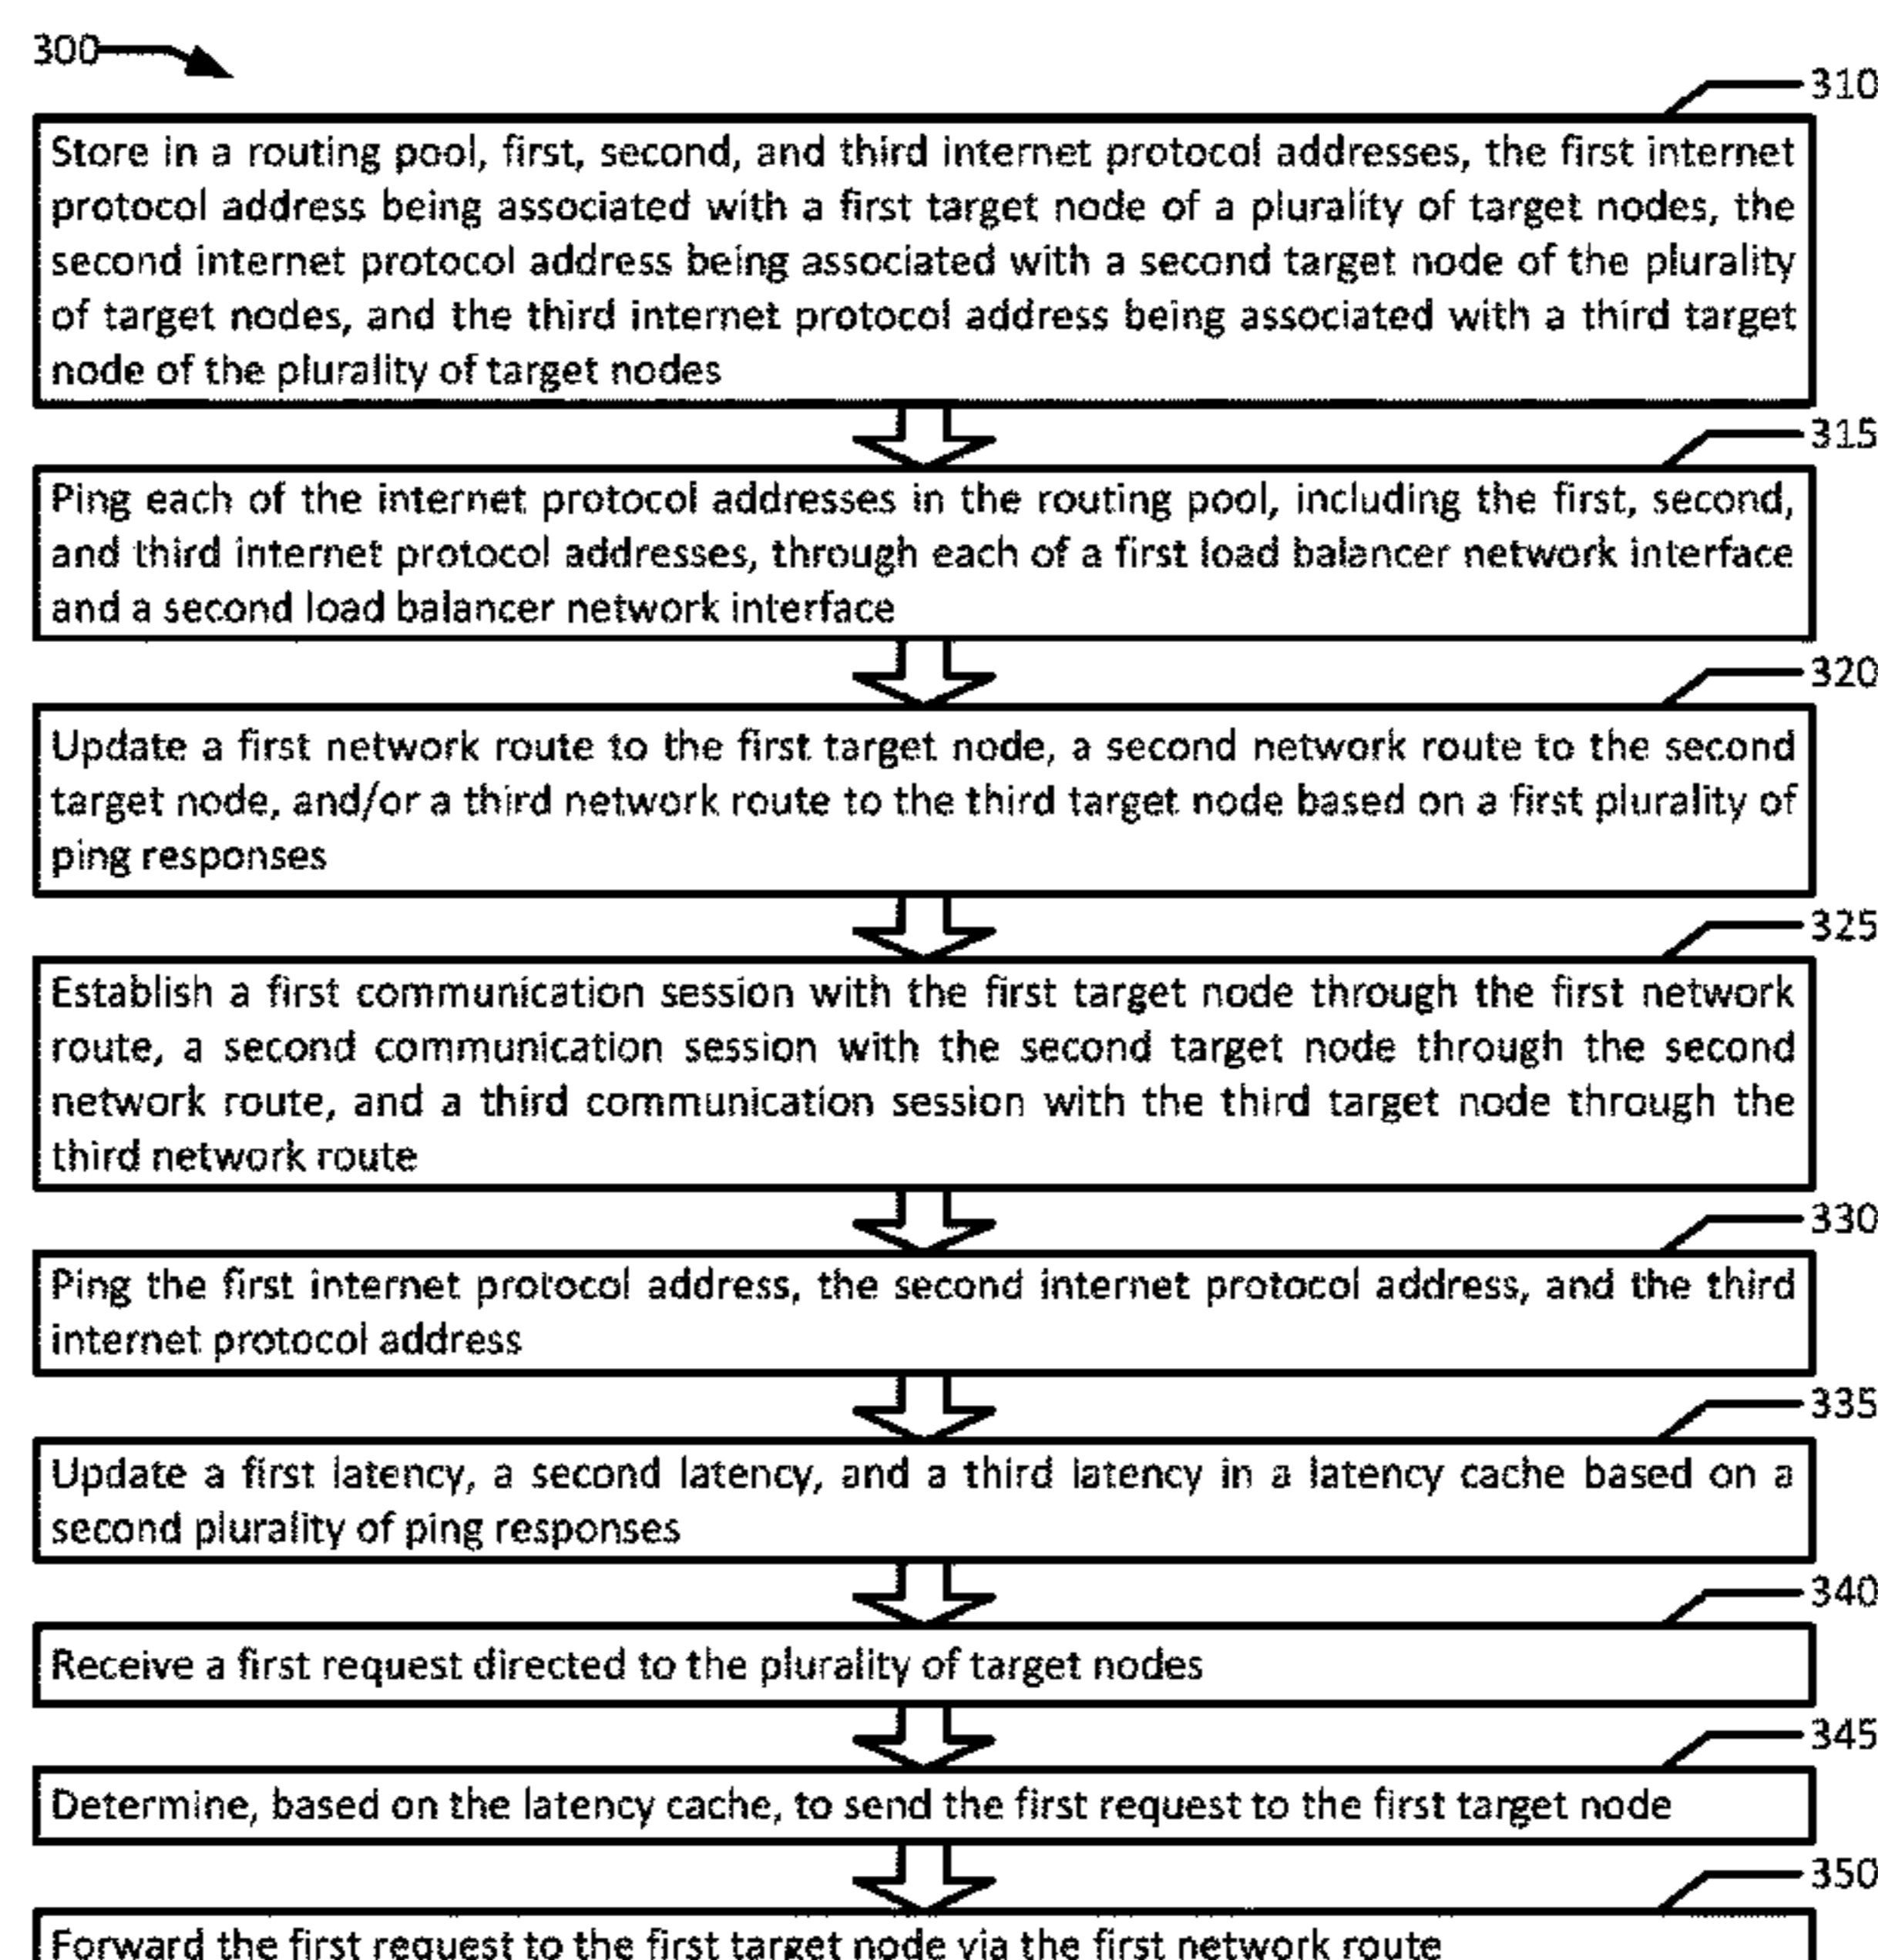 300
310
Store in a routing pool, first, second, and third internet protocol addresses, the first internet
protocol address being associated with a first target node of a plurality of target nodes, the
second internet protocol address being associated with a second target node of the plurality
of target nodes, and the third internet protocol address being associated with a third target
node of the plurality of target nodes
315
Ping each of the internet protocol addresses in the routing pool, including the first, second,
and third internet protocol addresses, through each of a first load balancer network interface
and a second load balancer network interface
320
Update a first network route to the first target node, a second network route to the second
target node, and/or a third network route to the third target node based on a first plurality of
ping responses
325
Establish a first communication session with the first target node through the first network
route, a second communication session with the second target node through the second
network route, and a third communication session with the third target node through the
third network route
330
Ping the first internet protocol address, the second internet protocol address, and the third
internet protocol address
335
Update a first latency, a second latency, and a third latency in a latency cache based on a
second plurality of ping responses
340
Receive a first request directed to the plurality of target nodes
345
Determine, based on the latency cache, to send the first request to the first target node
350
Forward the first request to the first target node via the first network route